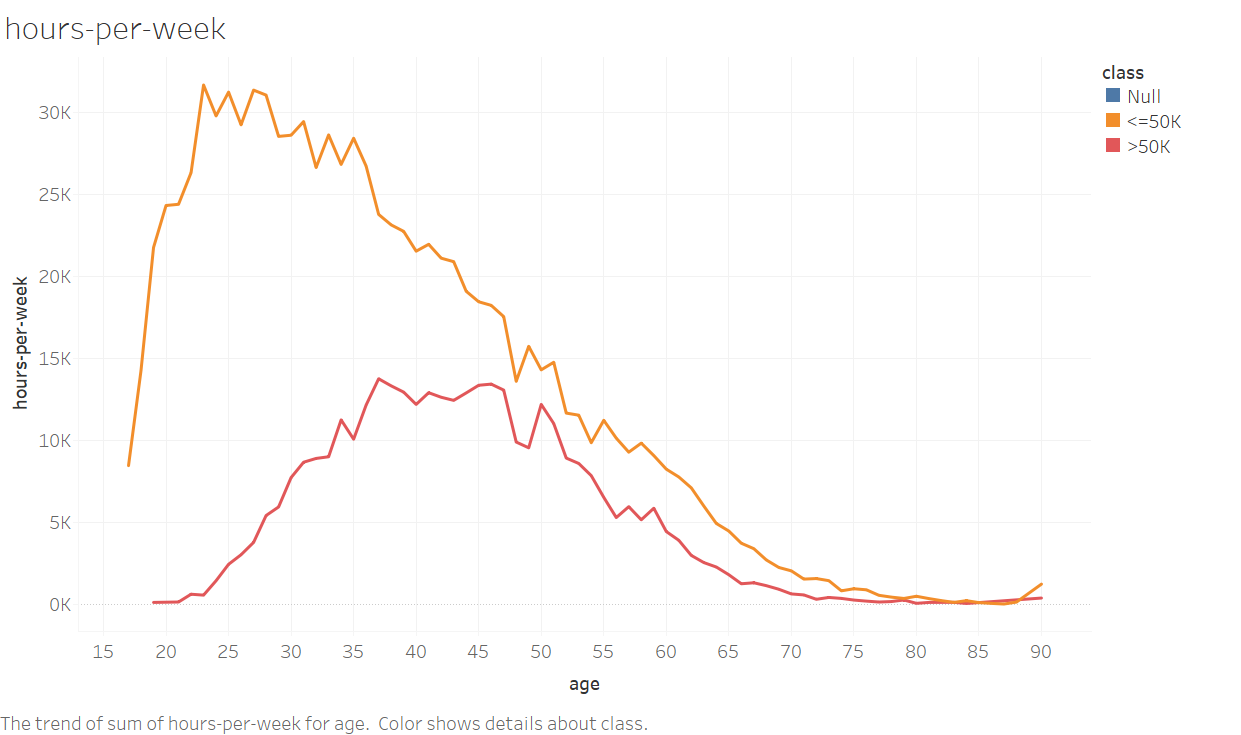 hours-per-week
class
Null
<=50K
>50K
30K
25K
20K
15K
10K
5K
0K
hours-per-week
15 20 25 30 35 40 45 50 55 60 65 70 75 80 85 90
age
The trend of sum of hours-per-week for age.  Color shows details about class.